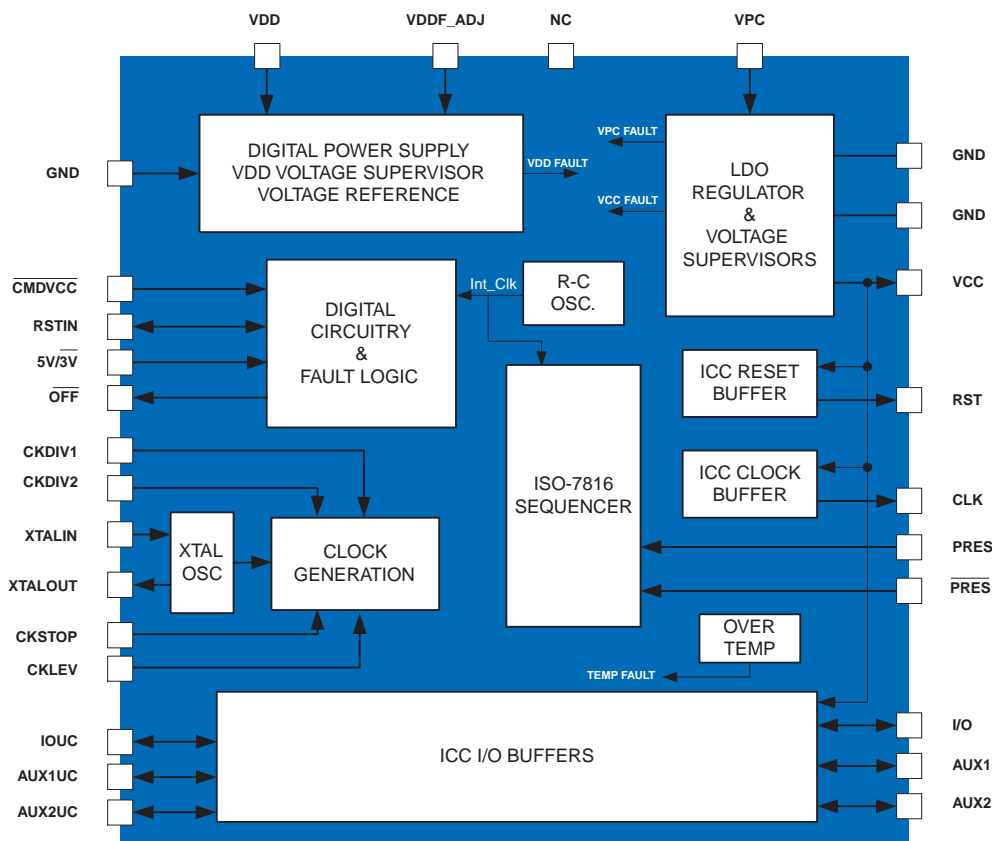 VDD
VDDF_ADJ
NC
VPC
GND
DIGITAL POWER SUPPLY
VDD VOLTAGE SUPERVISOR
VOLTAGE REFERENCE
VDD FAULT
VPC FAULT
VCC FAULT
LDO
REGULATOR
&
VOLTAGE
SUPERVISORS
GND
GND
VCC
CMDVCC
RSTIN
5V/3V
OFF
DIGITAL
CIRCUITRY
&
FAULT LOGIC
Int_Clk
R-C
OSC.
ICC RESET
BUFFER
RST
CKDIV1
CKDIV2
XTALIN
XTALOUT
CKSTOP
CKLEV
XTAL
OSC
CLOCK
GENERATION
ISO-7816
SEQUENCER
ICC CLOCK
BUFFER
CLK
PRES
PRES
OVER
TEMP
TEMP FAULT
IOUC
AUX1UC
AUX2UC
ICC I/O BUFFERS
I/O
AUX1
AUX2